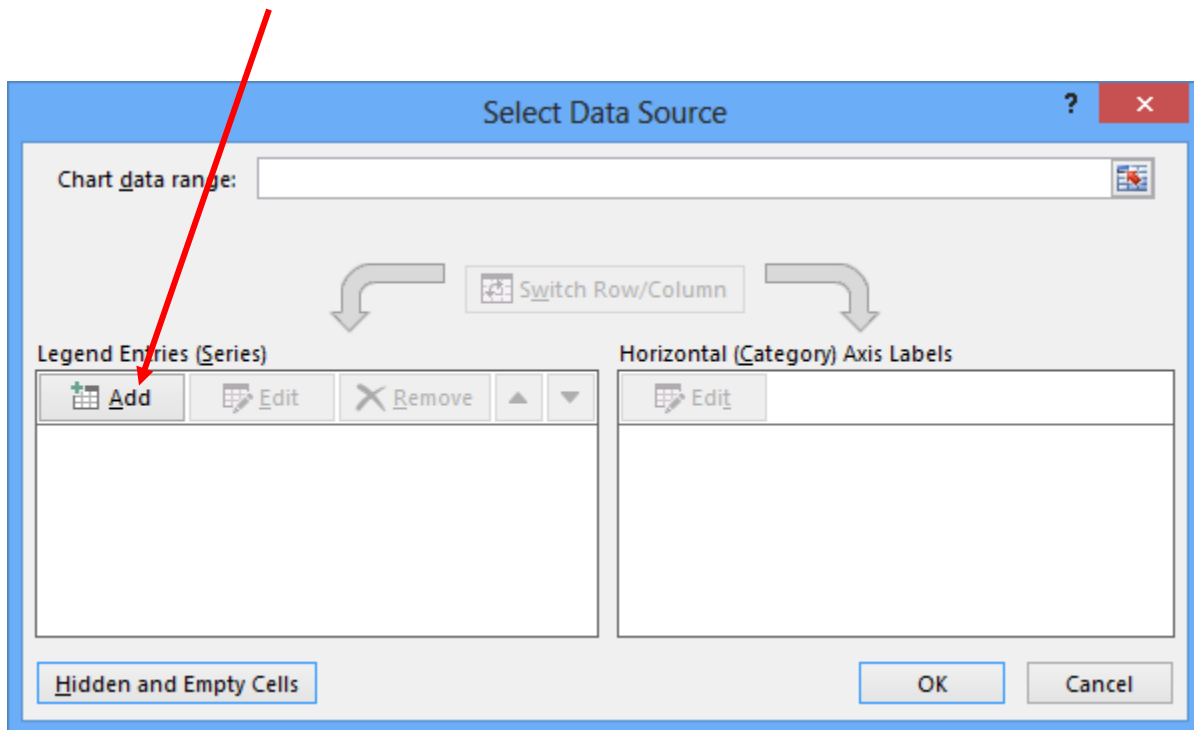 Select Data Source ? ×
Chart data range:
Switch Row/Column
Legend Entries (Series)
Horizontal (Category) Axis Labels
Add Edit Remove
Edit
Hidden and Empty Cells
OK Cancel